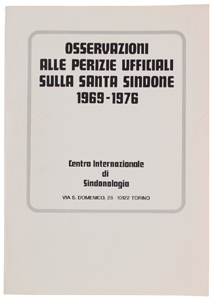 OSSERVAZIONI
ALLE PERIZIE UFFICIALI
SULLA SANTA SINDONE
1969-1976
Centro Internazionale
di
Sindonologia
VIA S. DOMENICO, 28 - 10122 TORINO